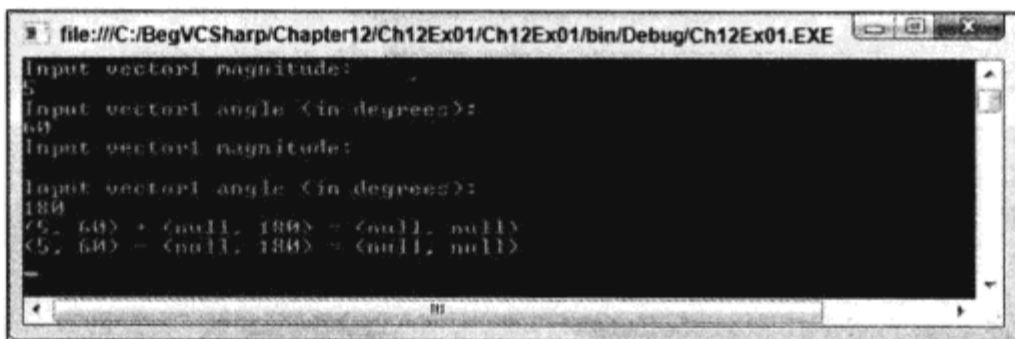 file:///C:/BegVCSharp/Chapter12/Ch12Ex01/Ch12Ex01/bin/Debug/Ch12Ex01.EXE
Input vector1 magnitude:
5
Input vector1 angle (in degrees):
60
Input vector1 magnitude:
Input vector1 angle (in degrees):
180
(5, 60) + (null, 180) = (null, null)
(5, 60) - (null, 180) = (null, null)